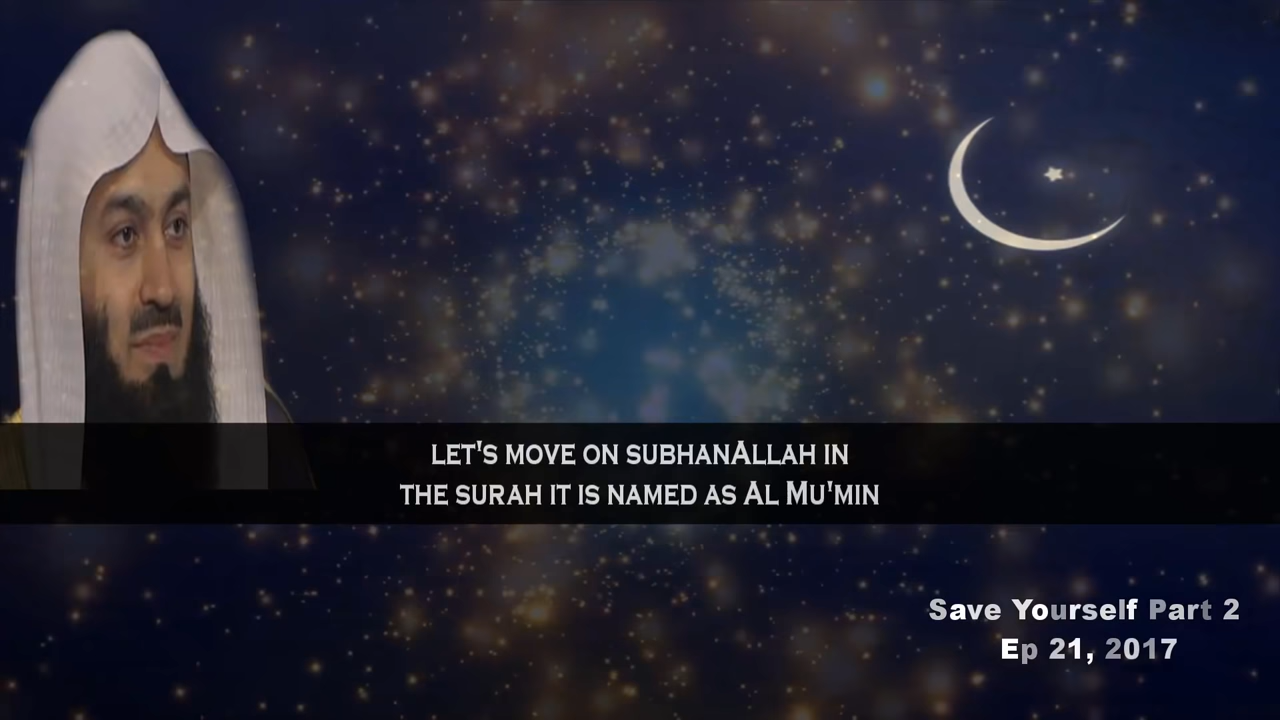 LET'S MOVE ON SUBHANALLAH IN
THE SURAH IT IS NAMED AS AL MU'MIN
Save Yourself Part 2
Ep 21, 2017